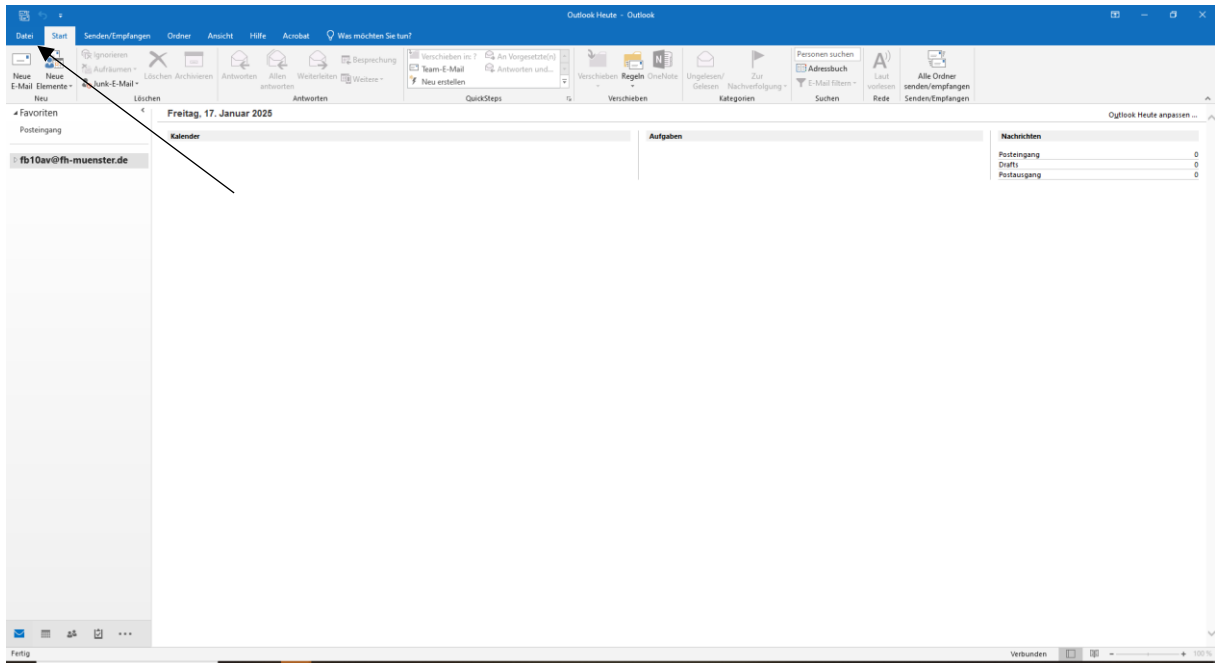 Outlook Heute - Outlook
Datei Start Senden/Empfangen Ordner Ansicht Hilfe Acrobat Was möchten Sie tun?
Neue E-Mail
Neue Elemente
Neu
Ignorieren
Aufräumen
Junk-E-Mail
Löschen Archivieren
Löschen
Antworten
Allen antworten
Weiterleiten
Besprechung
Weitere
Antworten
Verschieben in: ?
Team-E-Mail
Neu erstellen
An Vorgesetzte(n)
Antworten und...
QuickSteps
Verschieben Regeln OneNote
Verschieben
Ungelesen/ Gelesen
Zur Nachverfolgung
Kategorien
Personen suchen
Adressbuch
E-Mail filtern
Suchen
Laut vorlesen
Rede
Alle Ordner senden/empfangen
Senden/Empfangen
Favoriten
Posteingang
fb10av@fh-muenster.de
Freitag, 17. Januar 2025
Outlook Heute anpassen ...
Kalender
Aufgaben
Nachrichten
Posteingang 0
Drafts 0
Postausgang 0
Fertig
Verbunden
100 %